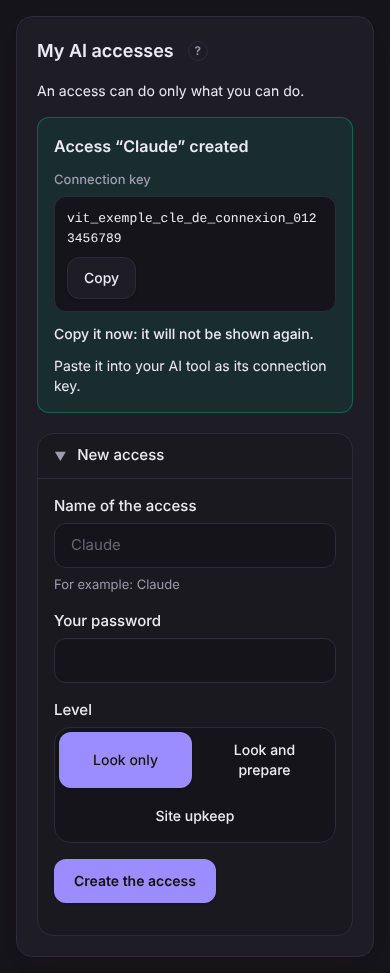 My AI accesses ?
An access can do only what you can do.
Access “Claude” created
Connection key
vit_exemple_cle_de_connexion_012
3456789
Copy
Copy it now: it will not be shown again.
Paste it into your AI tool as its connection
key.
New access
Name of the access
Claude
For example: Claude
Your password
Level
Look only
Look and
prepare
Site upkeep
Create the access